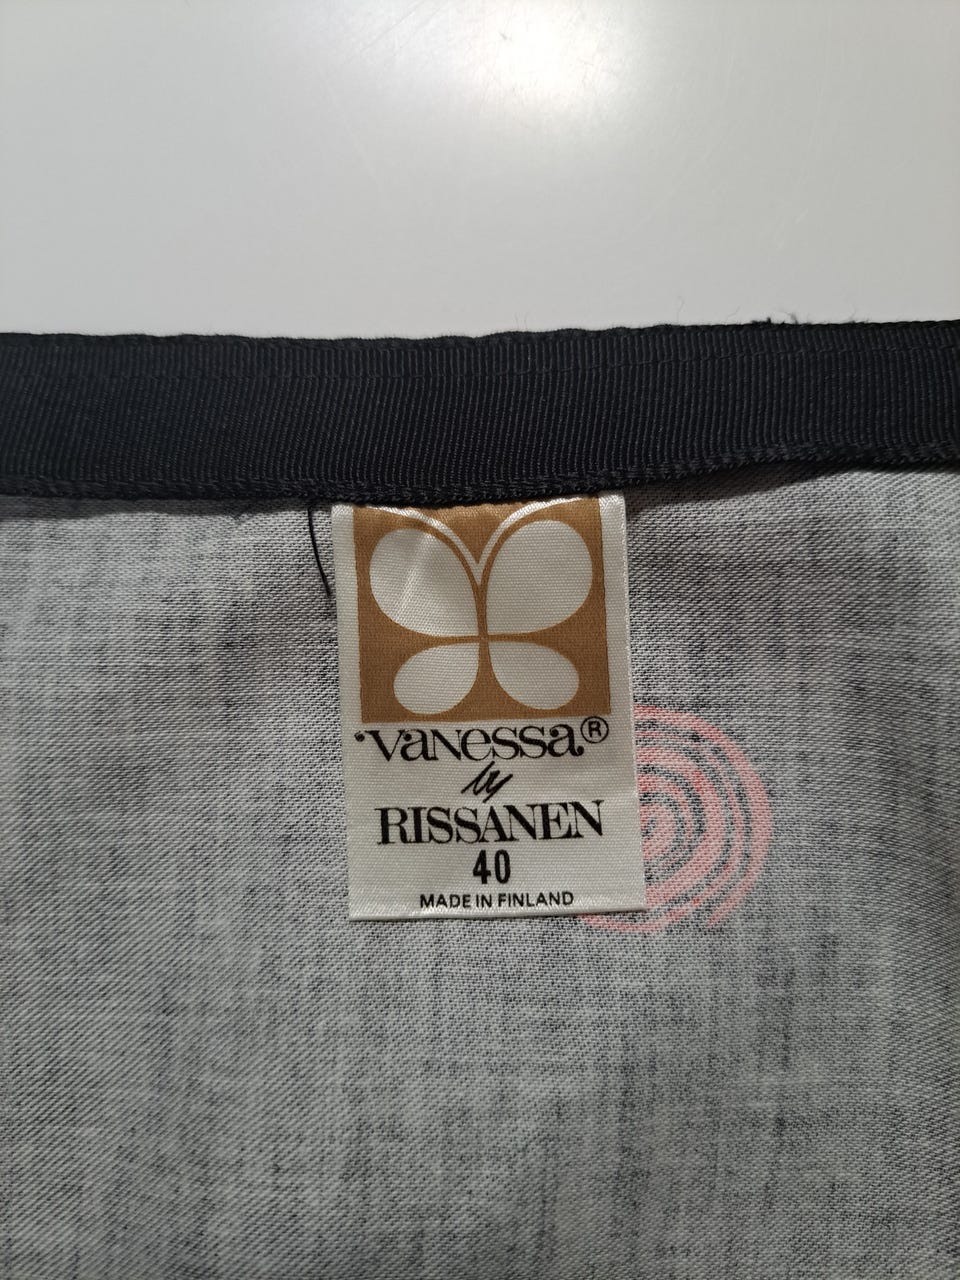 Vanessa®
by
RISSANEN
40
MADE IN FINLAND